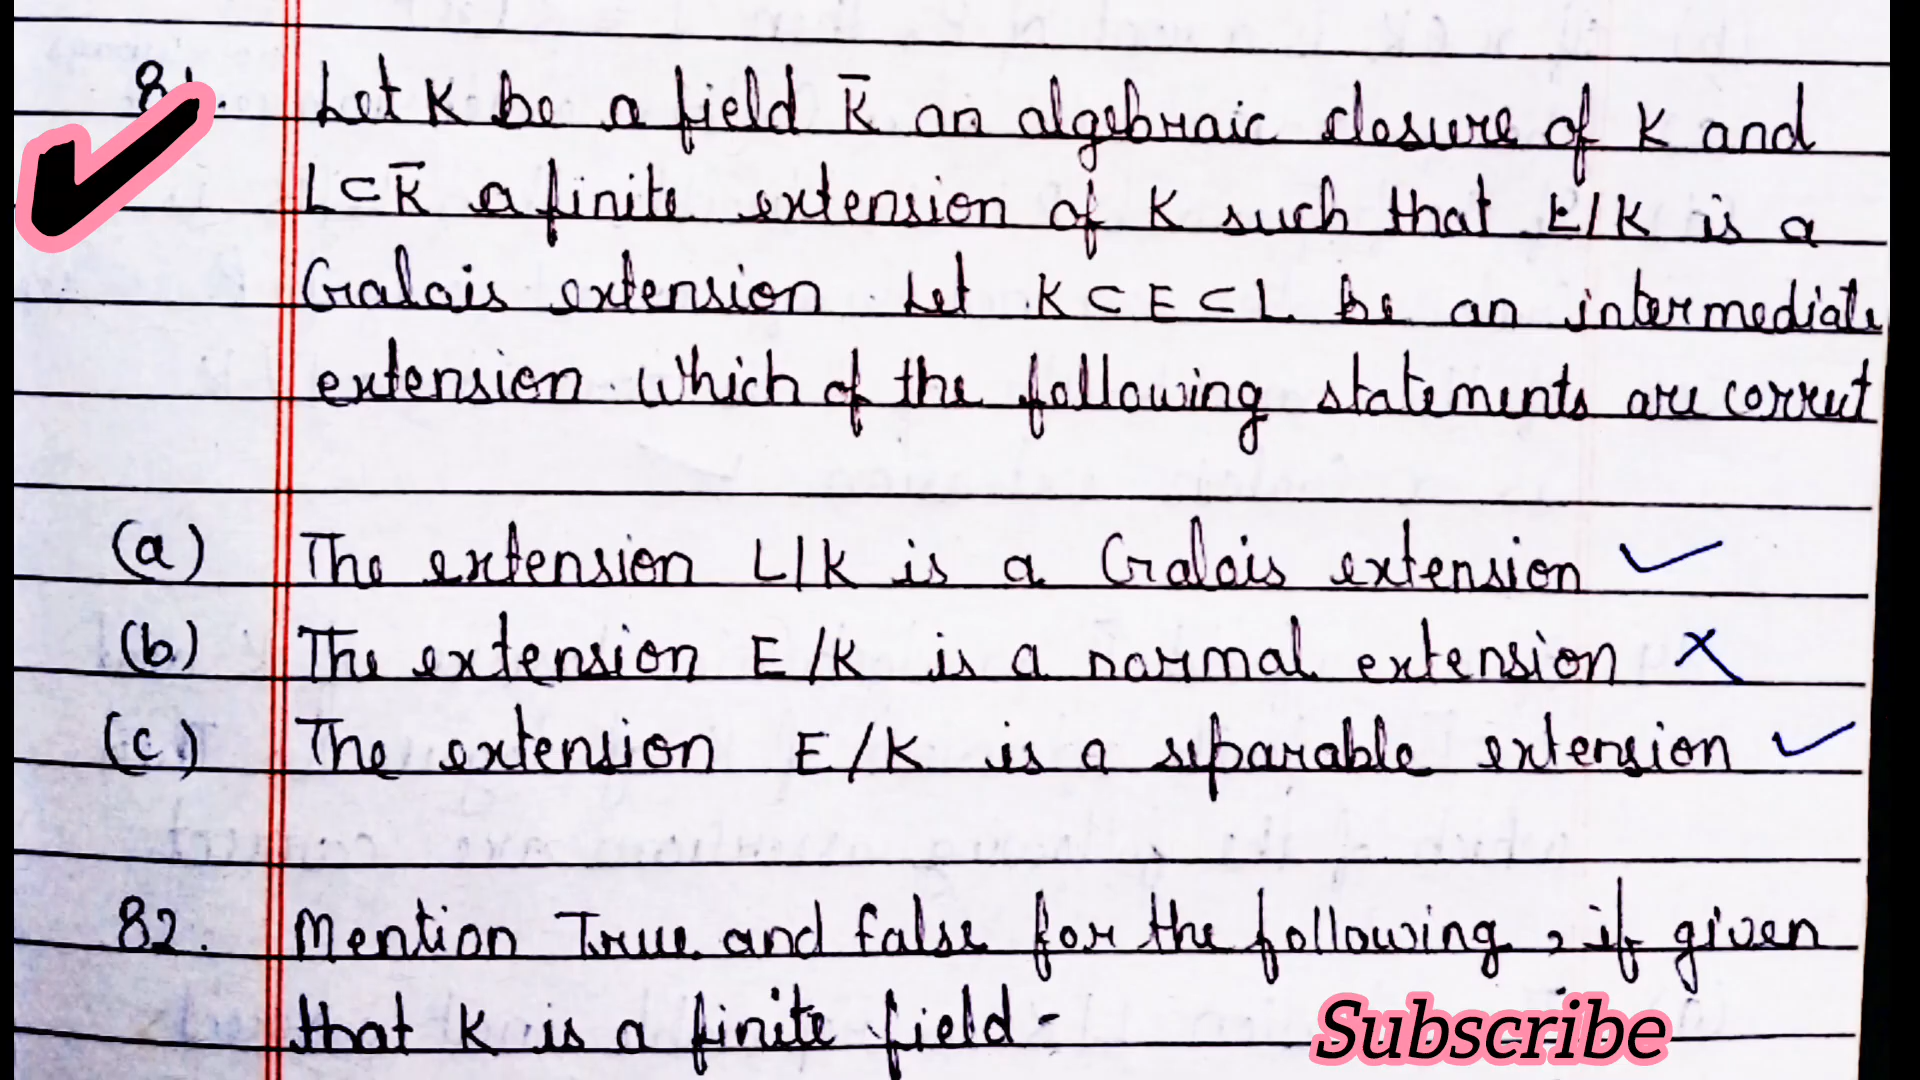 81. Let K be a field K̅ an algebraic closure of K and
L⊂K̅ a finite extension of K such that E/K is a
Galois extension. Let K⊂E⊂L be an intermediate
extension. Which of the following statements are correct
(a) The extension L/K is a Galois extension ✓
(b) The extension E/K is a normal extension ✗
(c) The extension E/K is a separable extension ✓
82. Mention True and False for the following, if given
that K is a finite field -
Subscribe